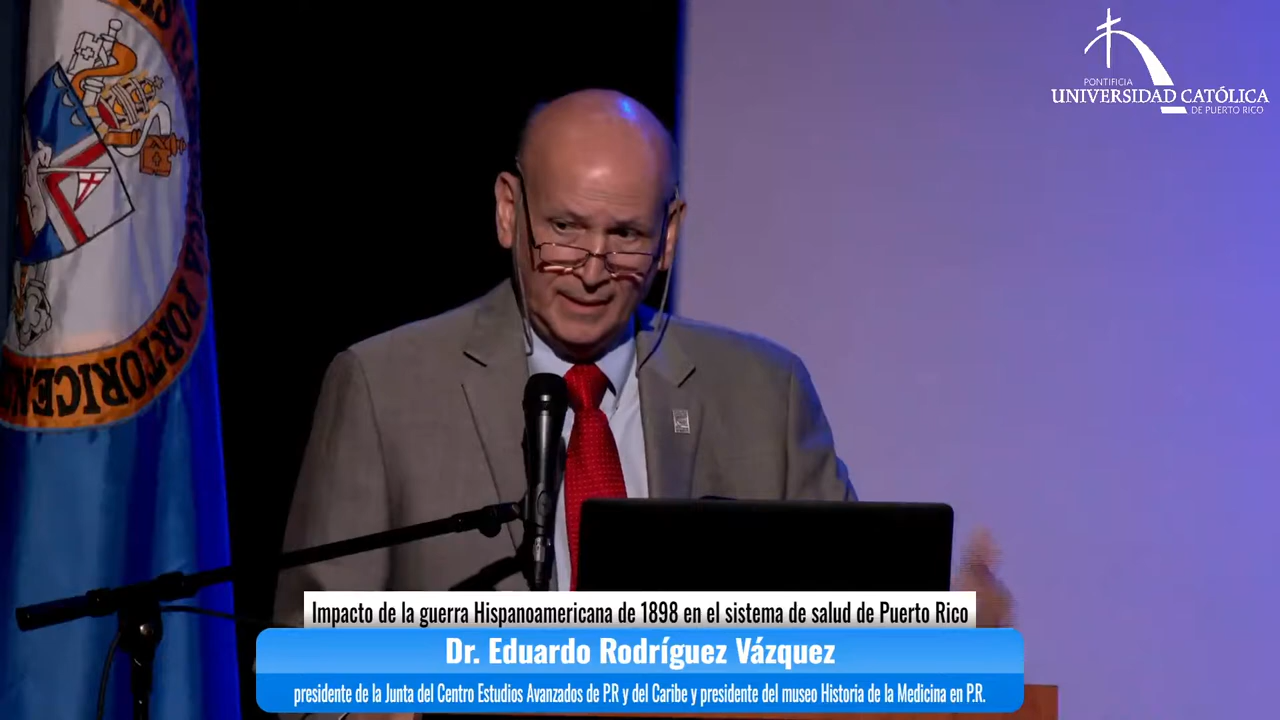 PONTIFICIA
UNIVERSIDAD CATÓLICA
DE PUERTO RICO
PORTORICEN
Impacto de la guerra Hispanoamericana de 1898 en el sistema de salud de Puerto Rico
Dr. Eduardo Rodríguez Vázquez
presidente de la Junta del Centro Estudios Avanzados de P.R y del Caribe y presidente del museo Historia de la Medicina en P.R.